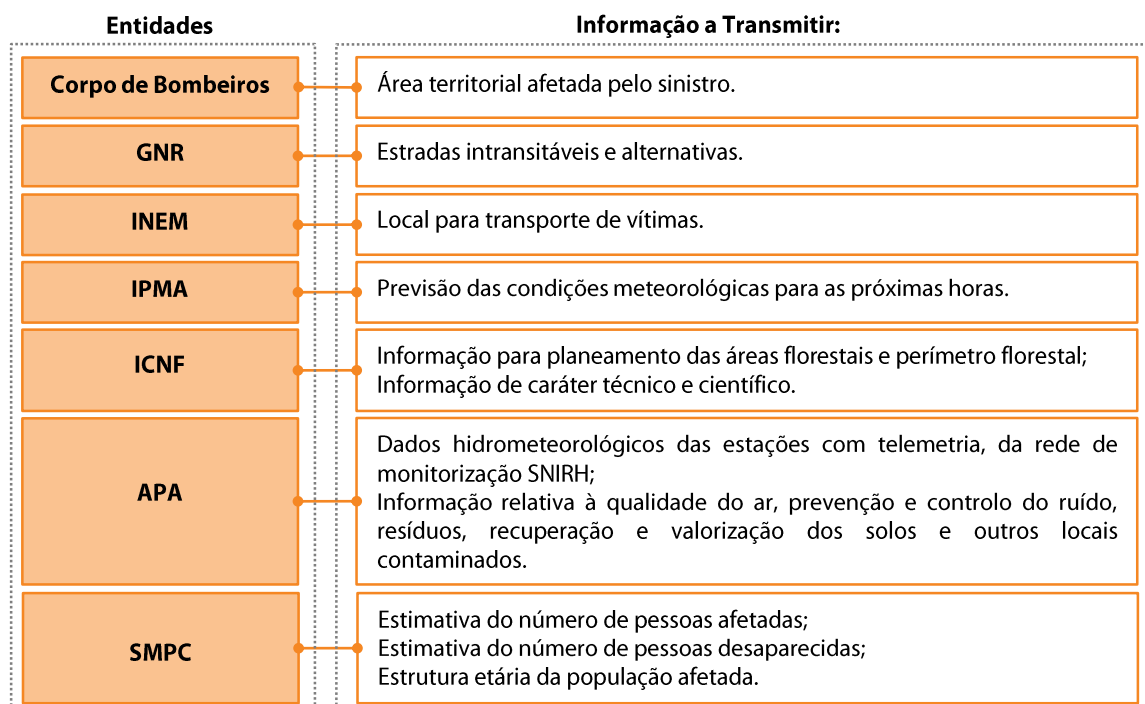 Entidades
Informação a Transmitir:
Corpo de Bombeiros
Área territorial afetada pelo sinistro.
GNR
Estradas intransitáveis e alternativas.
INEM
Local para transporte de vítimas.
IPMA
Previsão das condições meteorológicas para as próximas horas.
ICNF
Informação para planeamento das áreas florestais e perímetro florestal;
Informação de caráter técnico e científico.
APA
Dados hidrometeorológicos das estações com telemetria, da rede de
monitorização SNIRH;
Informação relativa à qualidade do ar, prevenção e controlo do ruído,
resíduos, recuperação e valorização dos solos e outros locais
contaminados.
SMPC
Estimativa do número de pessoas afetadas;
Estimativa do número de pessoas desaparecidas;
Estrutura etária da população afetada.